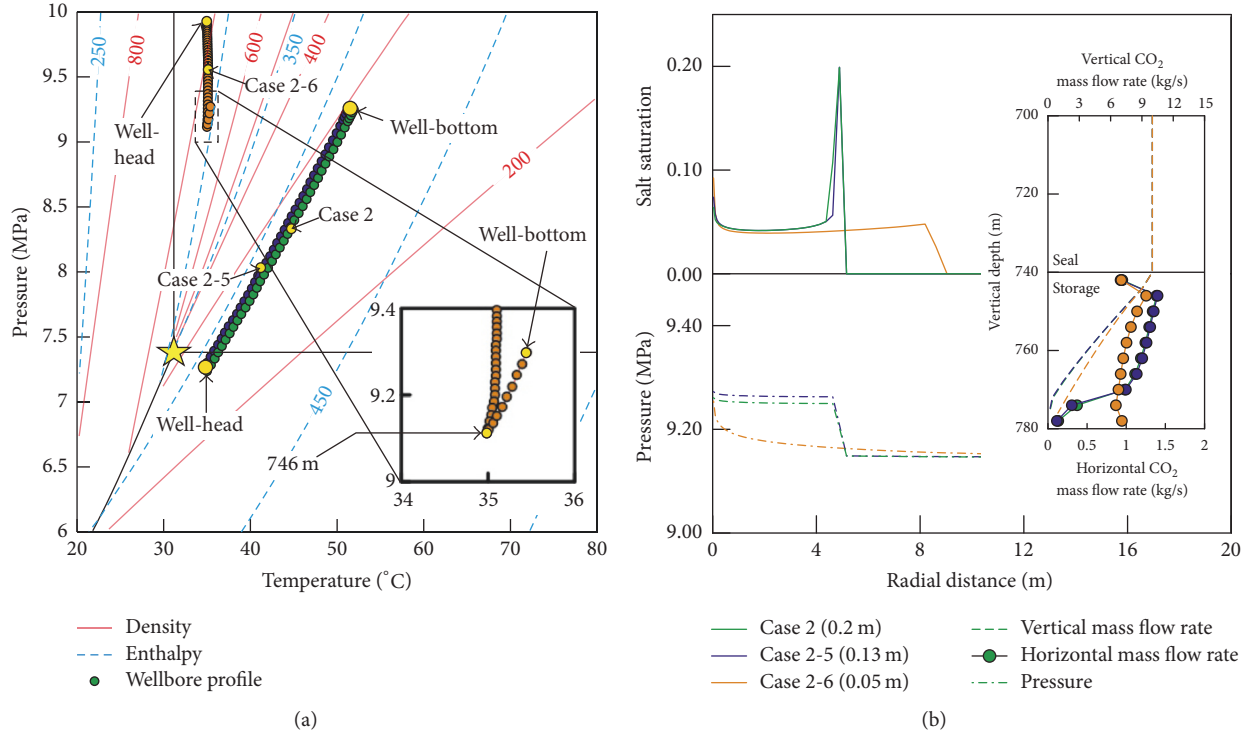 10
9.5
9
8.5
8
7.5
7
6.5
6
Pressure (MPa)
20
30
40
50
60
70
80
Temperature (°C)
250
800
600
350
400
200
450
Case 2-6
Well-
head
Well-bottom
Case 2
Case 2-5
Well-bottom
Well-head
746 m
9.4
9.2
9
34
35
36
Density
Enthalpy
Wellbore profile
(a)
0.20
0.10
0.00
Salt saturation
9.40
9.20
9.00
Pressure (MPa)
0
4
8
12
16
20
Radial distance (m)
Vertical CO2
mass flow rate (kg/s)
0
3
6
9
12
15
700
720
740
760
780
Vertical depth (m)
Seal
Storage
0
0.5
1
1.5
2
Horizontal CO2
mass flow rate (kg/s)
Case 2 (0.2 m)
Case 2-5 (0.13 m)
Case 2-6 (0.05 m)
Vertical mass flow rate
Horizontal mass flow rate
Pressure
(b)